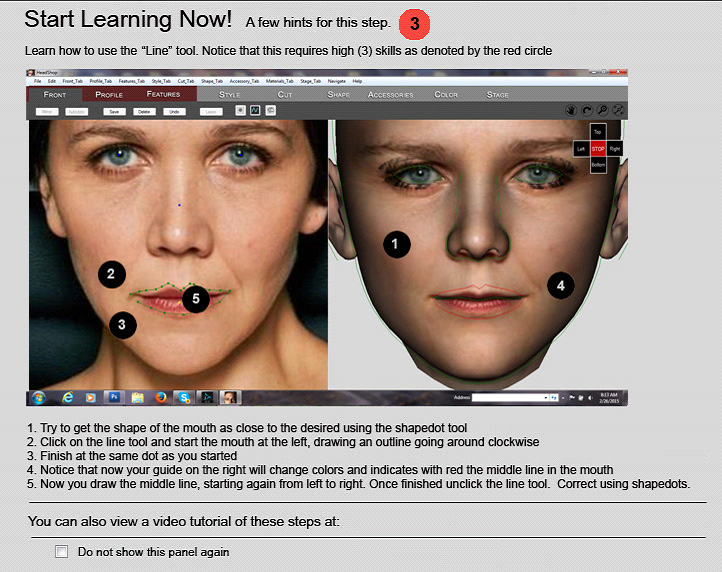 Start Learning Now! A few hints for this step. 3
Learn how to use the “Line” tool. Notice that this requires high (3) skills as denoted by the red circle
HeadShop
File Edit Front_Tab Profile_Tab Features_Tab Style_Tab Cut_Tab Shape_Tab Accessory_Tab Materials_Tab Stage_Tab Navigate Help
FRONT PROFILE FEATURES STYLE CUT SHAPE ACCESSORIES COLOR STAGE
Save Delete Undo
Top
Left STOP Right
Bottom
1
2
4
5
3
Address
8:13 AM
2/26/2015
1. Try to get the shape of the mouth as close to the desired using the shapedot tool
2. Click on the line tool and start the mouth at the left, drawing an outline going around clockwise
3. Finish at the same dot as you started
4. Notice that now your guide on the right will change colors and indicates with red the middle line in the mouth
5. Now you draw the middle line, starting again from left to right. Once finished unclick the line tool. Correct using shapedots.
You can also view a video tutorial of these steps at:
Do not show this panel again